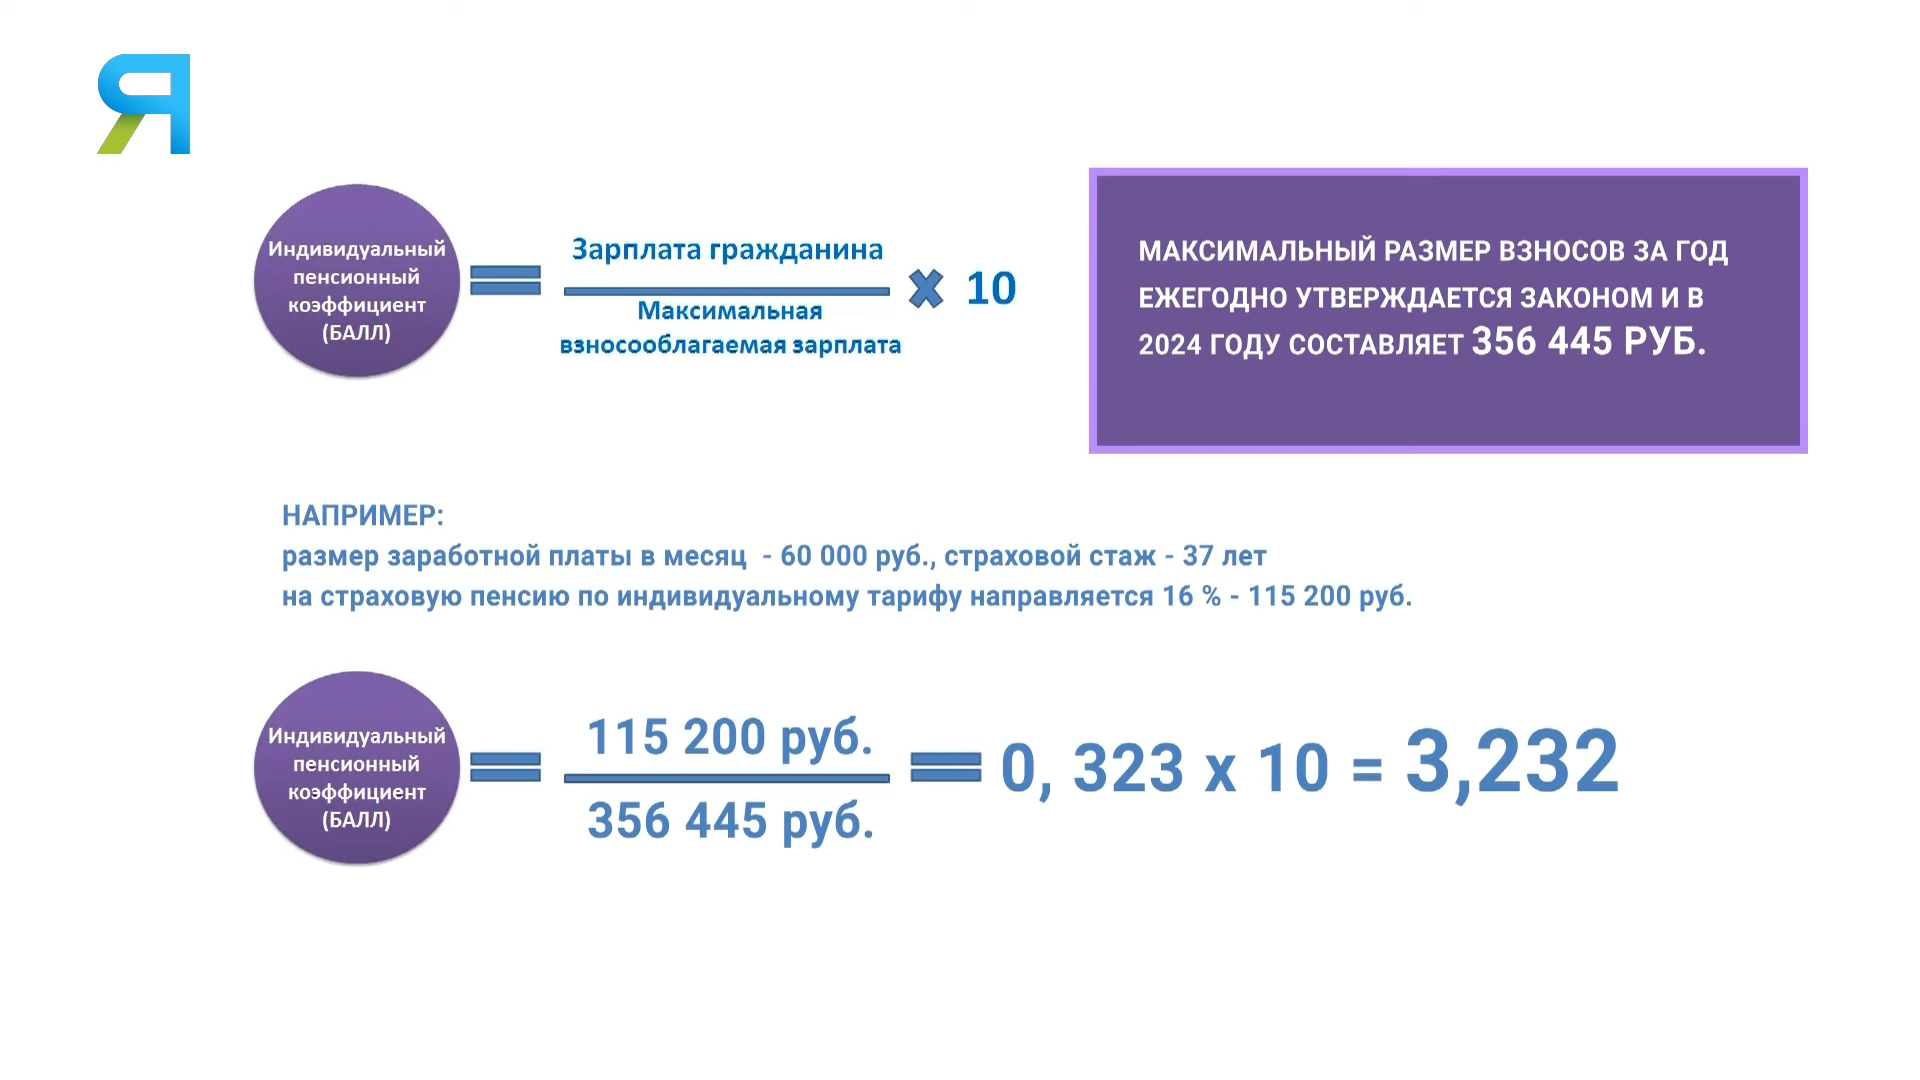 Я
Индивидуальный
пенсионный
коэффициент
(БАЛЛ)
=
Зарплата гражданина
Максимальная
взносооблагаемая зарплата
× 10
МАКСИМАЛЬНЫЙ РАЗМЕР ВЗНОСОВ ЗА ГОД
ЕЖЕГОДНО УТВЕРЖДАЕТСЯ ЗАКОНОМ И В
2024 ГОДУ СОСТАВЛЯЕТ 356 445 РУБ.
НАПРИМЕР:
размер заработной платы в месяц - 60 000 руб., страховой стаж - 37 лет
на страховую пенсию по индивидуальному тарифу направляется 16 % - 115 200 руб.
Индивидуальный
пенсионный
коэффициент
(БАЛЛ)
=
115 200 руб.
356 445 руб.
= 0, 323 х 10 = 3,232